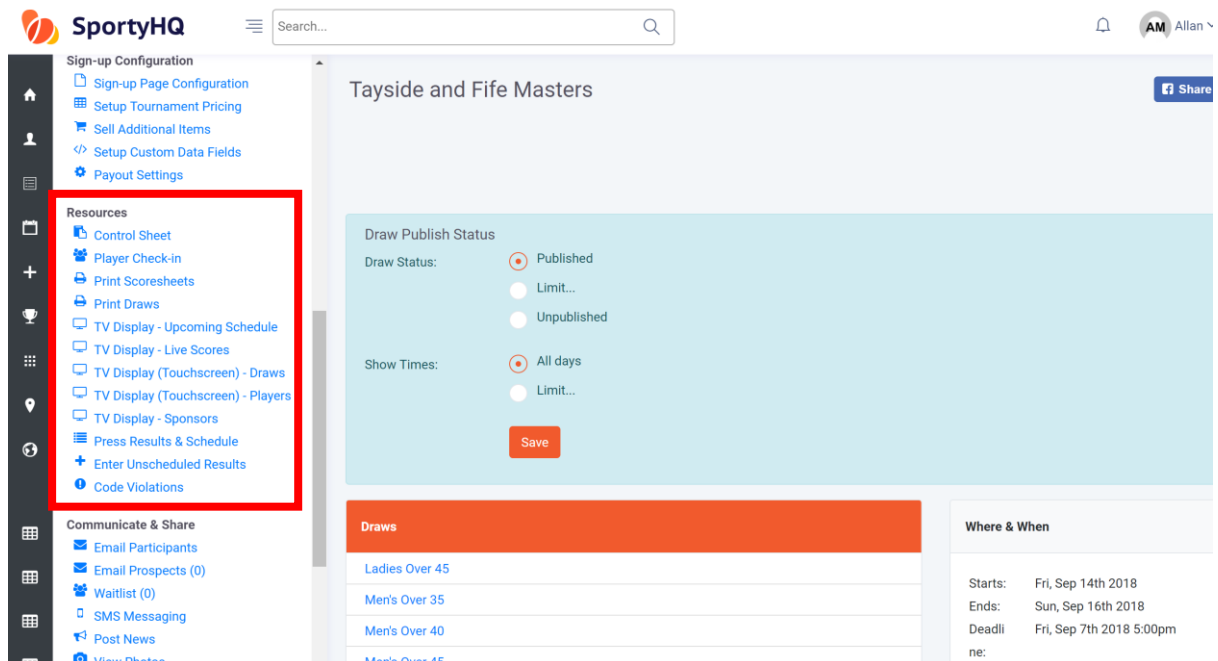 SportyHQ
Search...
AM Allan
Sign-up Configuration
Sign-up Page Configuration
Setup Tournament Pricing
Sell Additional Items
Setup Custom Data Fields
Payout Settings
Resources
Control Sheet
Player Check-in
Print Scoresheets
Print Draws
TV Display - Upcoming Schedule
TV Display - Live Scores
TV Display (Touchscreen) - Draws
TV Display (Touchscreen) - Players
TV Display - Sponsors
Press Results & Schedule
Enter Unscheduled Results
Code Violations
Communicate & Share
Email Participants
Email Prospects (0)
Waitlist (0)
SMS Messaging
Post News
View Photos
Tayside and Fife Masters
Share
Draw Publish Status
Draw Status:
Published
Limit...
Unpublished
Show Times:
All days
Limit...
Save
Draws
Ladies Over 45
Men's Over 35
Men's Over 40
Men's Over 45
Where & When
Starts: Fri, Sep 14th 2018
Ends: Sun, Sep 16th 2018
Deadli Fri, Sep 7th 2018 5:00pm
ne: